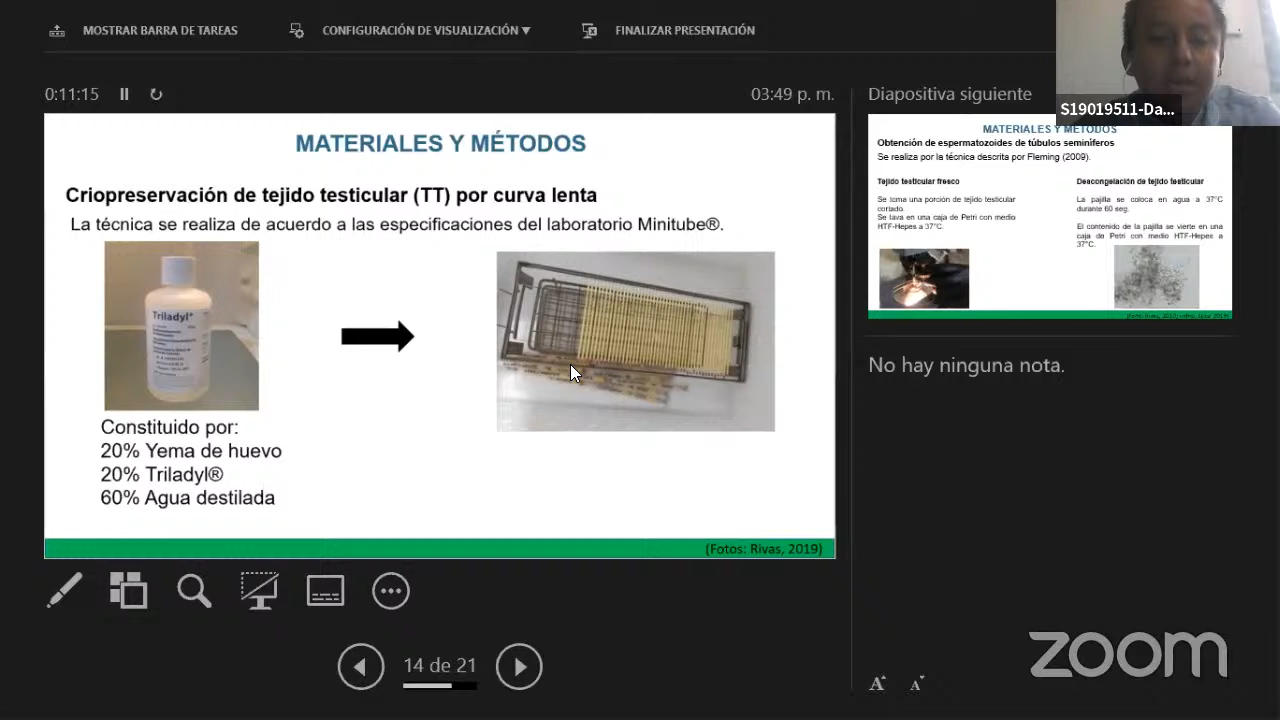 MOSTRAR BARRA DE TAREAS
CONFIGURACIÓN DE VISUALIZACIÓN ▼
FINALIZAR PRESENTACIÓN
0:11:15
03:49 p. m.
Diapositiva siguiente
S19019511-Da...
MATERIALES Y MÉTODOS
Criopreservación de tejido testicular (TT) por curva lenta
La técnica se realiza de acuerdo a las especificaciones del laboratorio Minitube®.
Triladyl®
Constituido por:
20% Yema de huevo
20% Triladyl®
60% Agua destilada
(Fotos: Rivas, 2019)
MATERIALES Y MÉTODOS
Obtención de espermatozoides de túbulos seminíferos
Se realiza por la técnica descrita por Fleming (2009).
Tejido testicular fresco
Se toma una porción de tejido testicular
cortado.
Se lava en una caja de Petri con medio
HTF-Hepes a 37°C.
Descongelación de tejido testicular
La pajilla se coloca en agua a 37°C
durante 60 seg.
El contenido de la pajilla se vierte en una
caja de Petri con medio HTF-Hepes a
37°C.
No hay ninguna nota.
14 de 21
A A
zoom